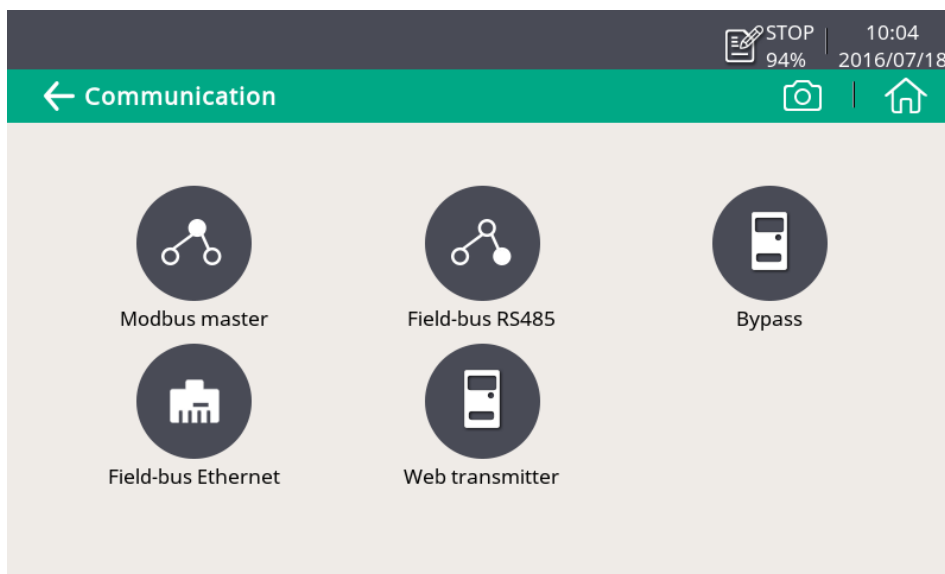 STOP
94%
10:04
2016/07/18
Communication
Modbus master
Field-bus RS485
Bypass
Field-bus Ethernet
Web transmitter